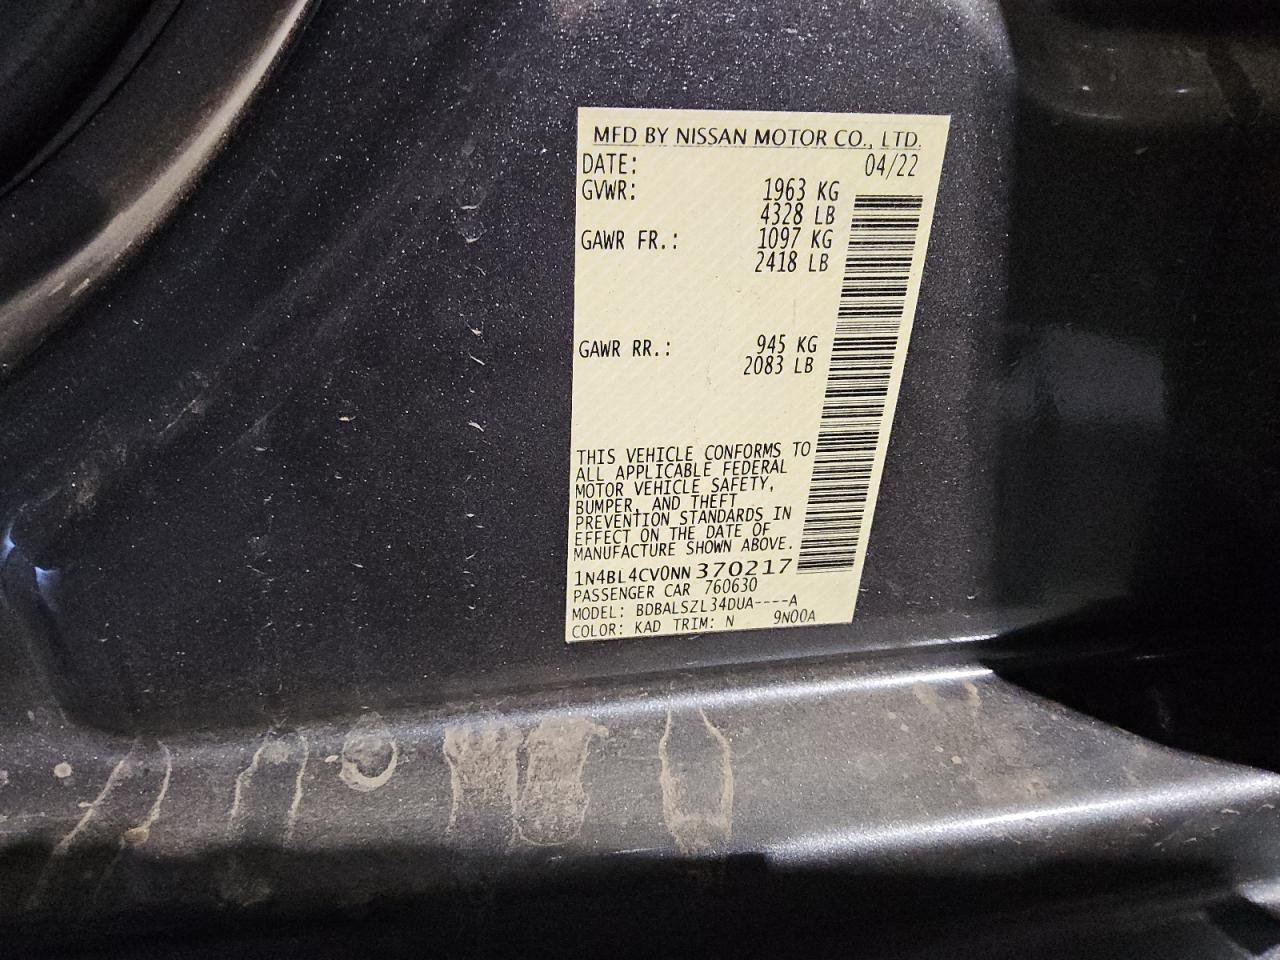 MFD BY NISSAN MOTOR CO., LTD.
DATE: 04/22
GVWR: 1963 KG
4328 LB
GAWR FR.: 1097 KG
2418 LB
GAWR RR.: 945 KG
2083 LB
THIS VEHICLE CONFORMS TO
ALL APPLICABLE FEDERAL
MOTOR VEHICLE SAFETY,
BUMPER, AND THEFT
PREVENTION STANDARDS IN
EFFECT ON THE DATE OF
MANUFACTURE SHOWN ABOVE.
1N4BL4CV0NN370217
PASSENGER CAR 760630
MODEL: BDBALSZL34DUA----A
COLOR: KAD TRIM: N 9N00A